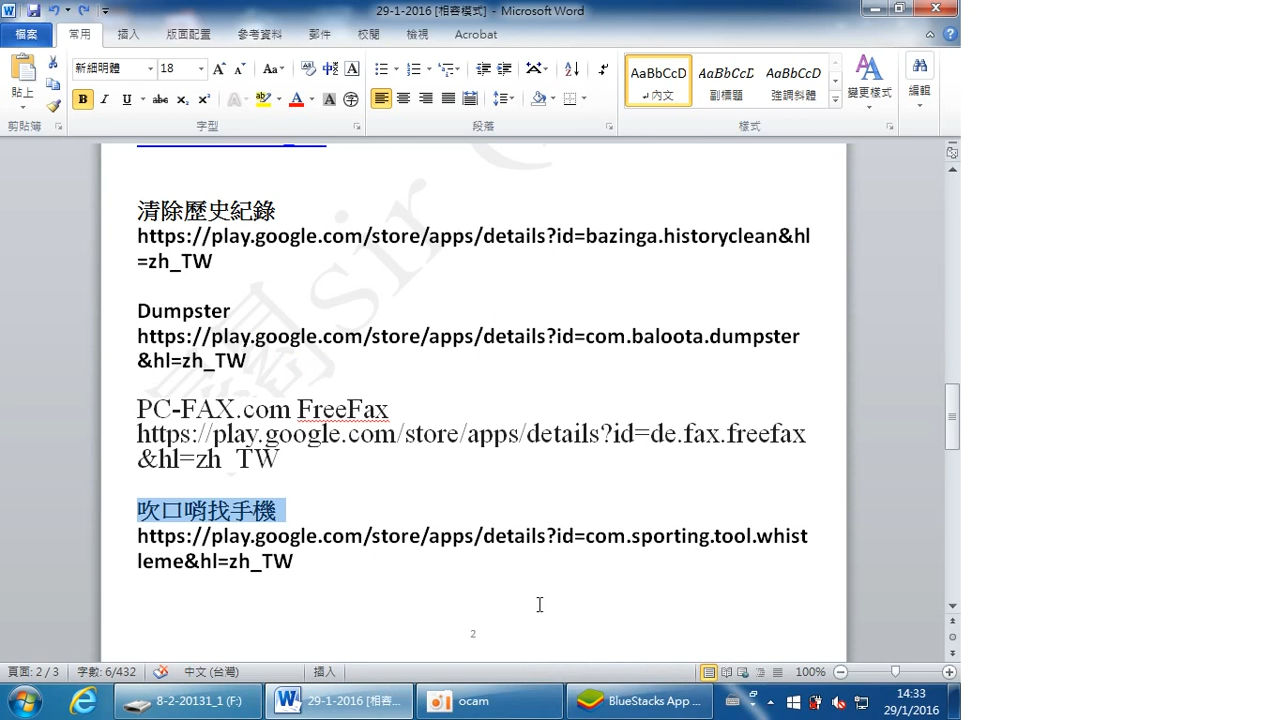 29-1-2016 [相容模式] - Microsoft Word
檔案 常用 插入 版面配置 參考資料 郵件 校閱 檢視 Acrobat
新細明體 18 Aa 中文 A
貼上 B I U abc x₂ x² A ab A A 字
AaBbCcD AaBbCcD AaBbCcD
內文 副標題 強調斜體 變更樣式 編輯
剪貼簿 字型 段落 樣式
清除歷史紀錄
https://play.google.com/store/apps/details?id=bazinga.historyclean&hl
=zh_TW
Dumpster
https://play.google.com/store/apps/details?id=com.baloota.dumpster
&hl=zh_TW
PC-FAX.com FreeFax
https://play.google.com/store/apps/details?id=de.fax.freefax
&hl=zh_TW
吹口哨找手機
https://play.google.com/store/apps/details?id=com.sporting.tool.whist
leme&hl=zh_TW
2
頁面: 2 / 3 字數: 6/432 中文 (台灣) 插入 100%
8-2-20131_1 (F:) 29-1-2016 [相容... ocam BlueStacks App ... 14:33
29/1/2016